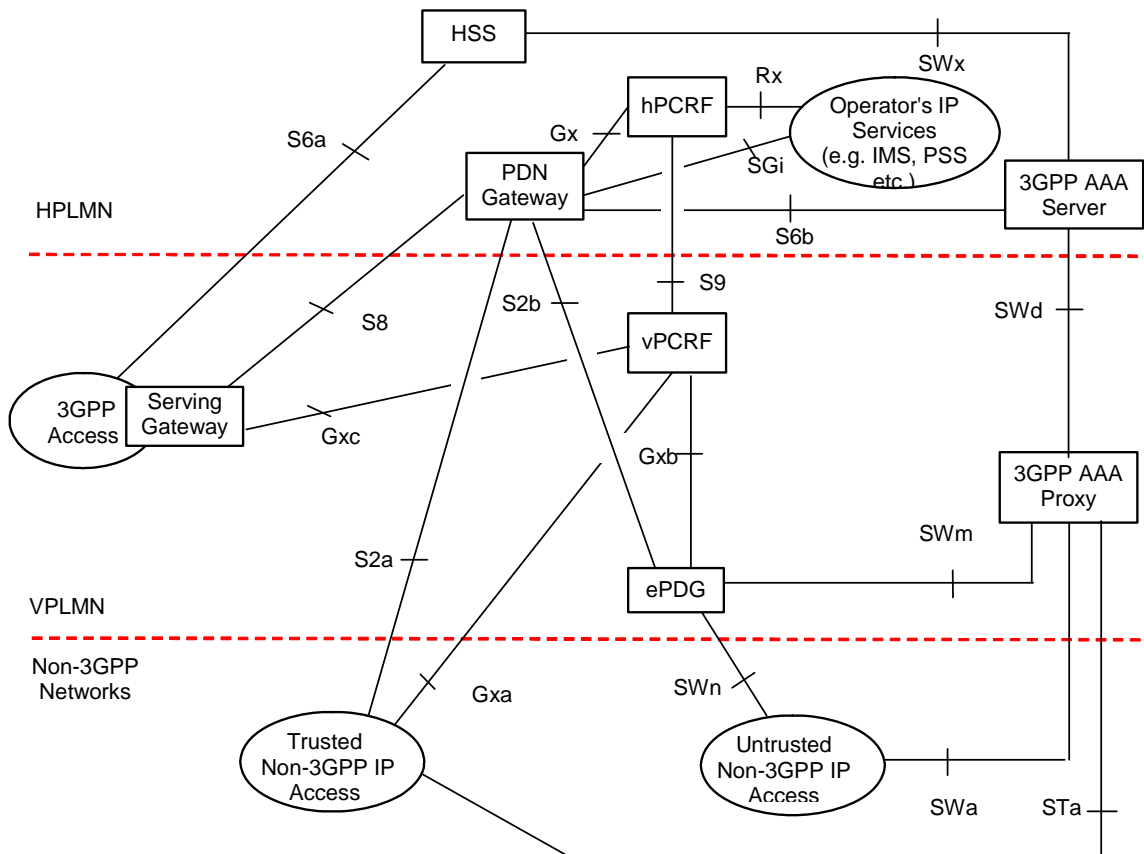 HSS
SWx
Rx
hPCRF
Operator's IP
Services
(e.g. IMS, PSS
etc.)
Gx
S6a
SGi
PDN
Gateway
3GPP AAA
Server
HPLMN
S6b
S9
S2b
SWd
S8
vPCRF
3GPP
Access
Serving
Gateway
Gxc
Gxb
3GPP AAA
Proxy
SWm
S2a
ePDG
VPLMN
Non-3GPP
Networks
SWn
Gxa
Trusted
Non-3GPP IP
Access
Untrusted
Non-3GPP IP
Access
SWa
STa